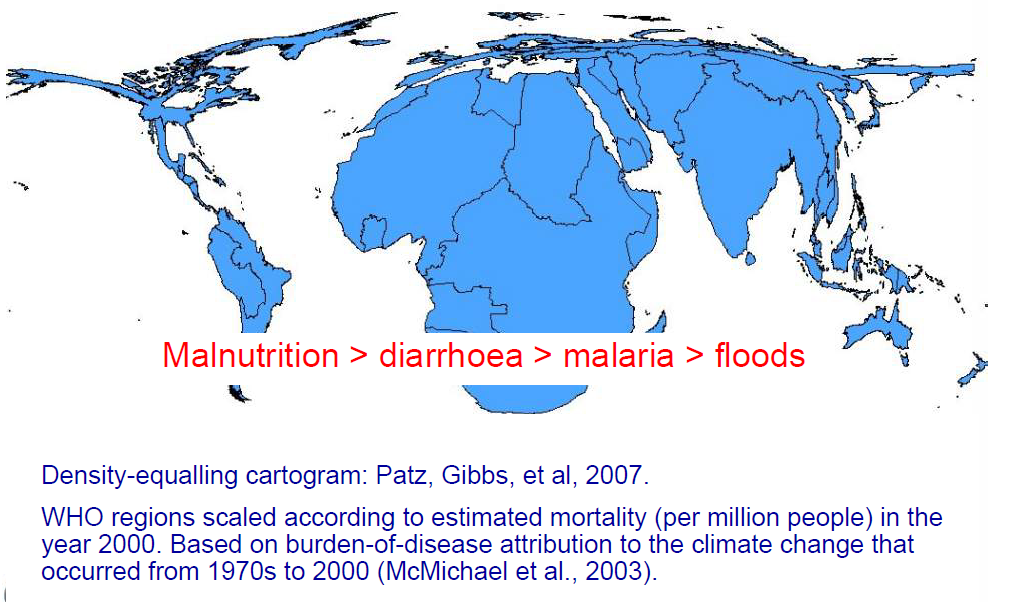 Malnutrition > diarrhoea > malaria > floods
Density-equalling cartogram: Patz, Gibbs, et al, 2007.
WHO regions scaled according to estimated mortality (per million people) in the
year 2000. Based on burden-of-disease attribution to the climate change that
occurred from 1970s to 2000 (McMichael et al., 2003).